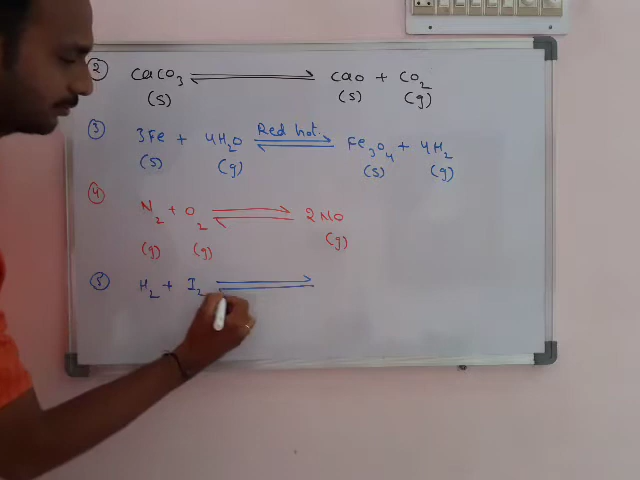 ② CaCO₃ ⇌ CaO + CO₂
(s) (s) (g)
③ 3Fe + 4H₂O Red hot ⇌ Fe₃O₄ + 4H₂
(s) (g) (s) (g)
④ N₂ + O₂ ⇌ 2NO
(g) (g) (g)
⑤ H₂ + I₂ ⇌